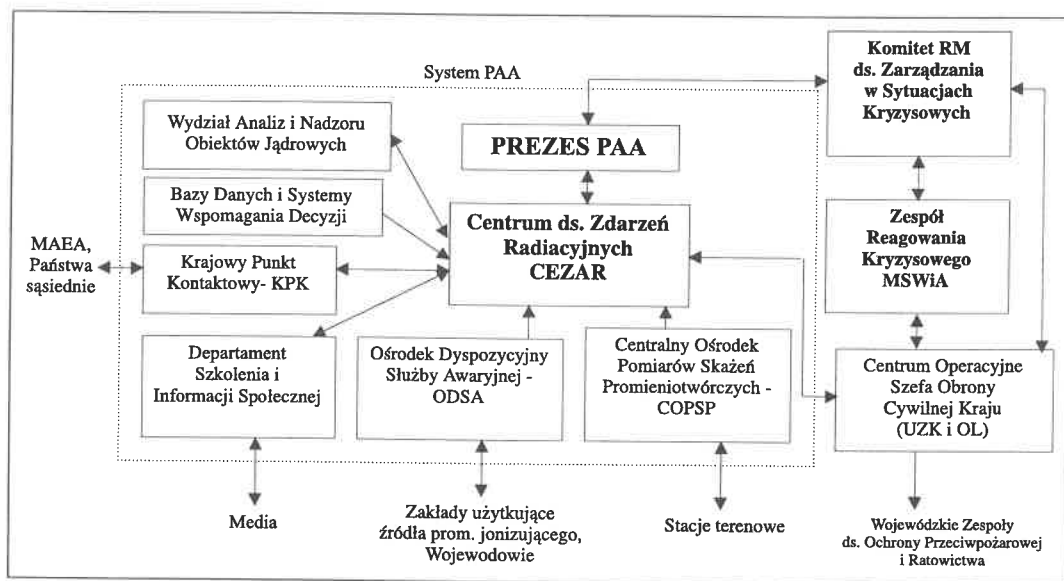 System PAA
Komitet RM
ds. Zarządzania
w Sytuacjach
Kryzysowych
Wydział Analiz i Nadzoru
Obiektów Jądrowych
PREZES PAA
Bazy Danych i Systemy
Wspomagania Decyzji
Centrum ds. Zdarzeń
Radiacyjnych
CEZAR
Zespół
Reagowania
Kryzysowego
MSWiA
MAEA,
Państwa
sąsiednie
Krajowy Punkt
Kontaktowy- KPK
Departament
Szkolenia i
Informacji Społecznej
Ośrodek Dyspozycyjny
Służby Awaryjnej -
ODSA
Centralny Ośrodek
Pomiarów Skażeń
Promieniotwórczych -
COPSP
Centrum Operacyjne
Szefa Obrony
Cywilnej Kraju
(UZK i OL)
Media
Zakłady użytkujące
źródła prom. jonizującego,
Wojewodowie
Stacje terenowe
Wojewódzkie Zespoły
ds. Ochrony Przeciwpożarowej
i Ratowictwa